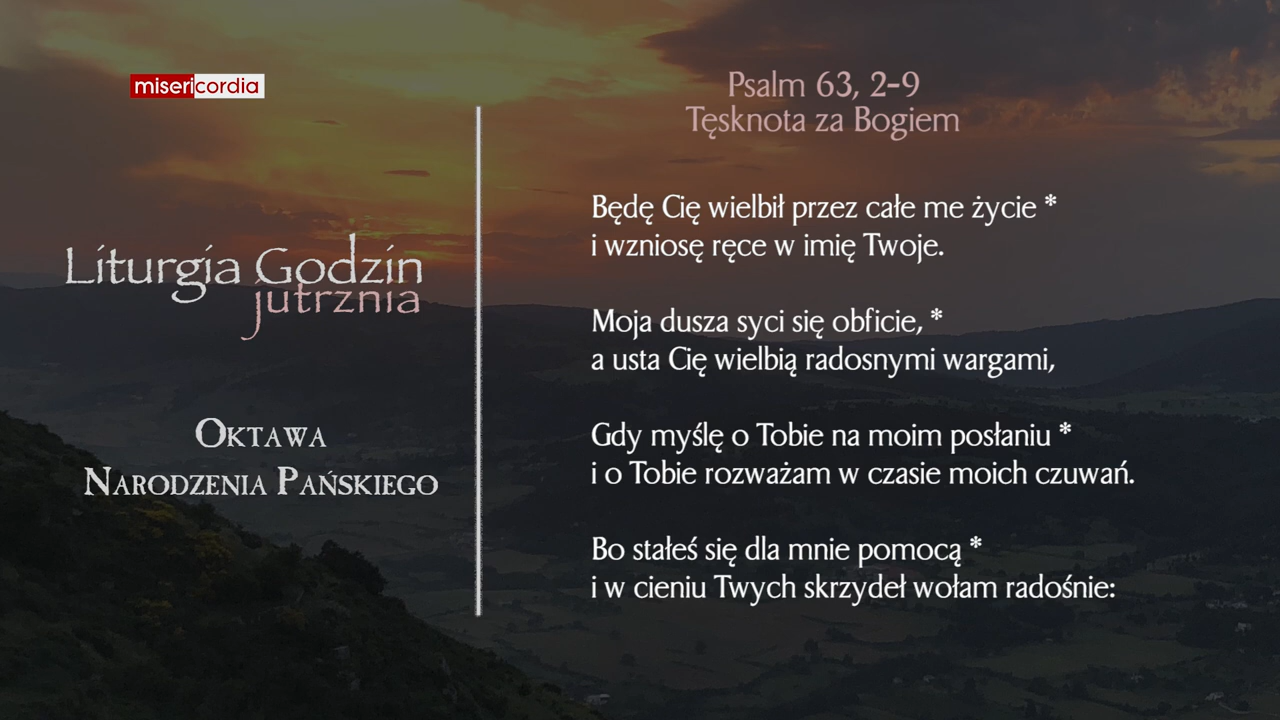 misericordia
Liturgia Godzin
jutrznia
Oktawa
Narodzenia Pańskiego
Psalm 63, 2-9
Tęsknota za Bogiem
Będę Cię wielbił przez całe me życie *
i wzniosę ręce w imię Twoje.
Moja dusza syci się obficie, *
a usta Cię wielbią radosnymi wargami,
Gdy myślę o Tobie na moim posłaniu *
i o Tobie rozważam w czasie moich czuwań.
Bo stałeś się dla mnie pomocą *
i w cieniu Twych skrzydeł wołam radośnie: